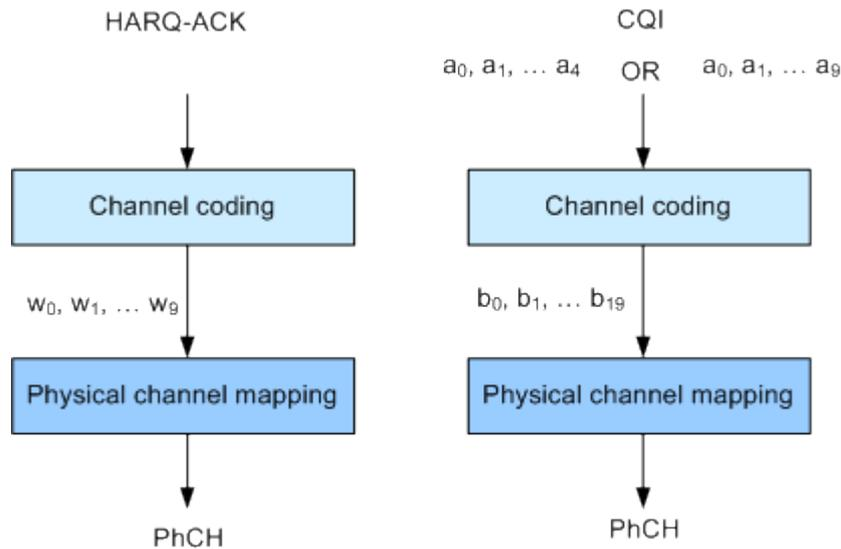 HARQ-ACK
Channel coding
w₀, w₁, … w₉
Physical channel mapping
PhCH
CQI
a₀, a₁, … a₄ OR a₀, a₁, … a₉
Channel coding
b₀, b₁, … b₁₉
Physical channel mapping
PhCH